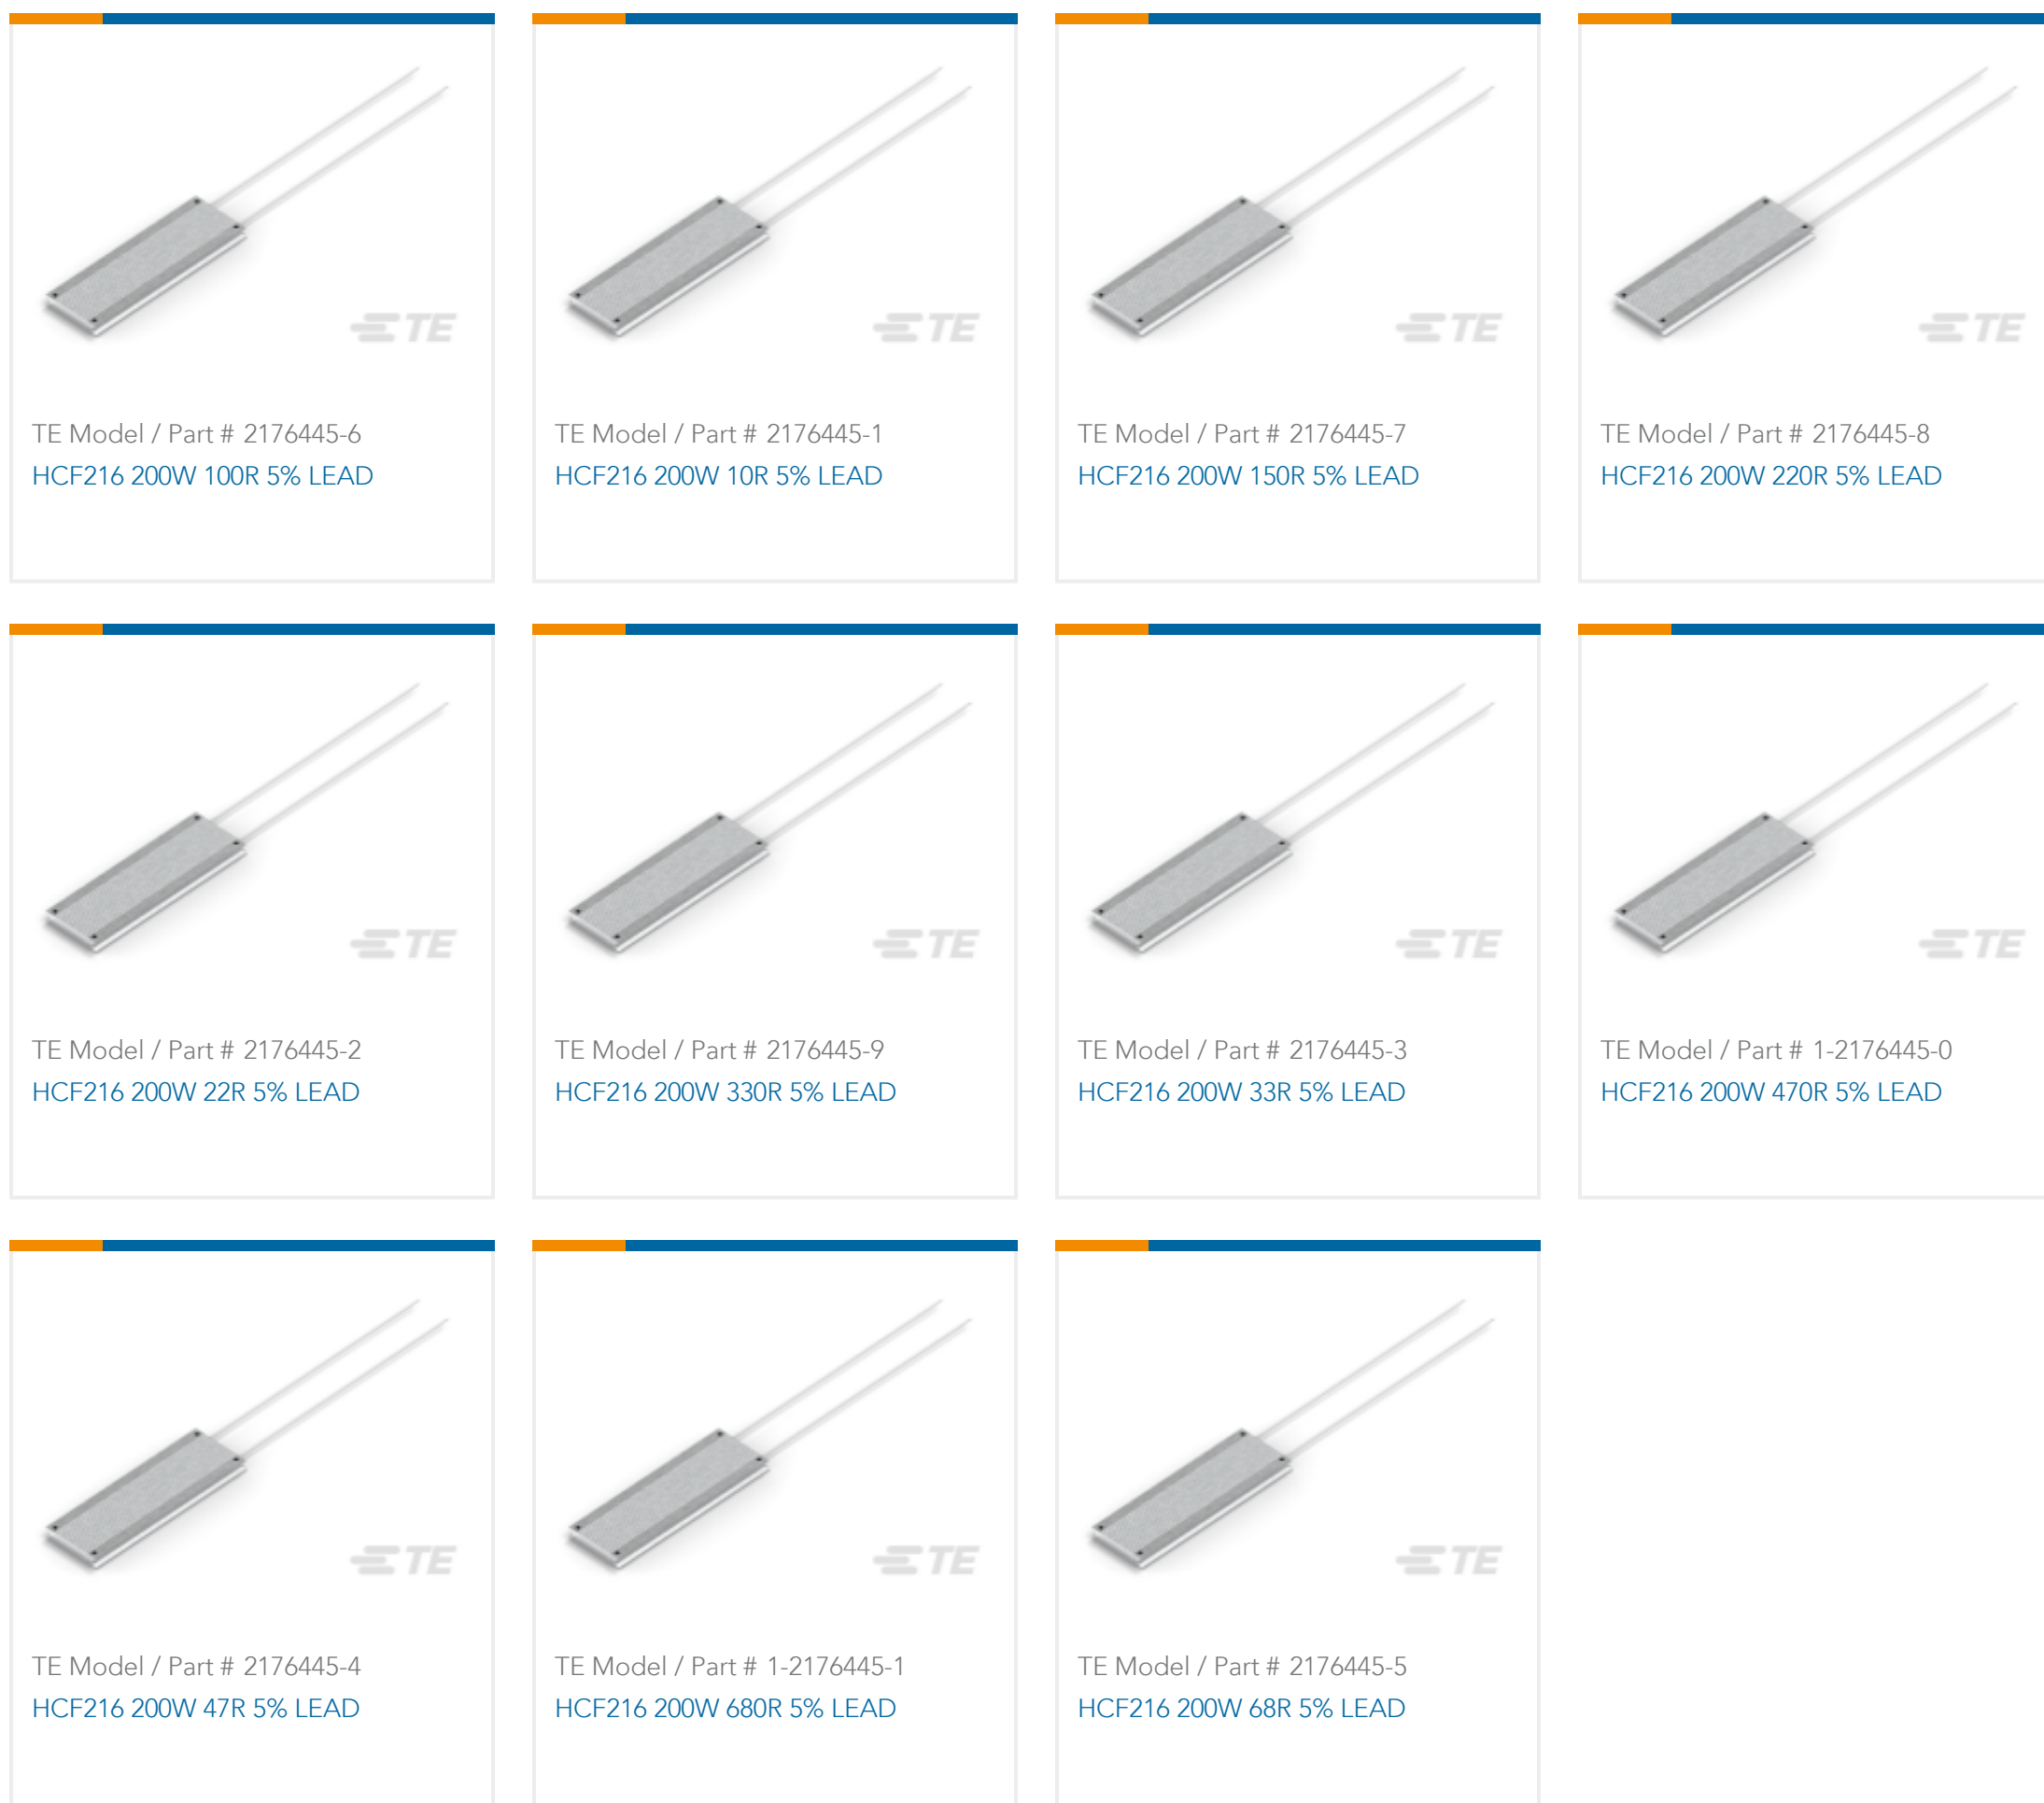 TE
TE Model / Part # 2176445-6
HCF216 200W 100R 5% LEAD
TE
TE Model / Part # 2176445-1
HCF216 200W 10R 5% LEAD
TE
TE Model / Part # 2176445-7
HCF216 200W 150R 5% LEAD
TE
TE Model / Part # 2176445-8
HCF216 200W 220R 5% LEAD
TE
TE Model / Part # 2176445-2
HCF216 200W 22R 5% LEAD
TE
TE Model / Part # 2176445-9
HCF216 200W 330R 5% LEAD
TE
TE Model / Part # 2176445-3
HCF216 200W 33R 5% LEAD
TE
TE Model / Part # 1-2176445-0
HCF216 200W 470R 5% LEAD
TE
TE Model / Part # 2176445-4
HCF216 200W 47R 5% LEAD
TE
TE Model / Part # 1-2176445-1
HCF216 200W 680R 5% LEAD
TE
TE Model / Part # 2176445-5
HCF216 200W 68R 5% LEAD